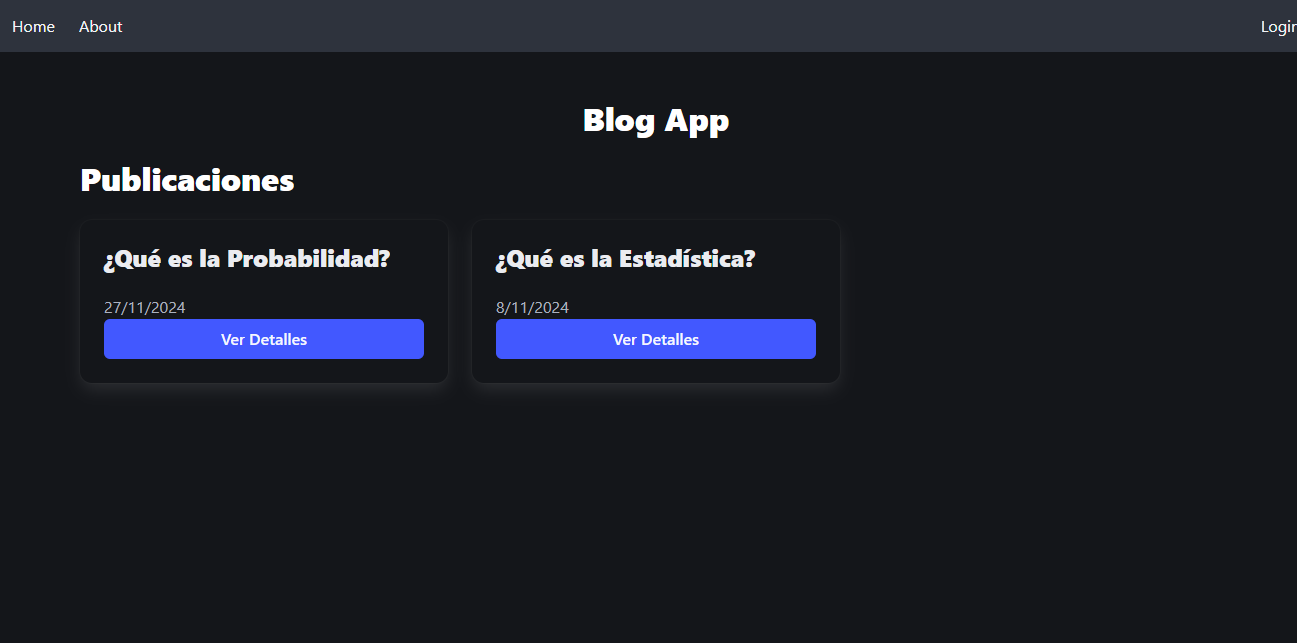 Home About Login
Blog App
Publicaciones
¿Qué es la Probabilidad? ¿Qué es la Estadística?
27/11/2024 8/11/2024
Ver Detalles Ver Detalles